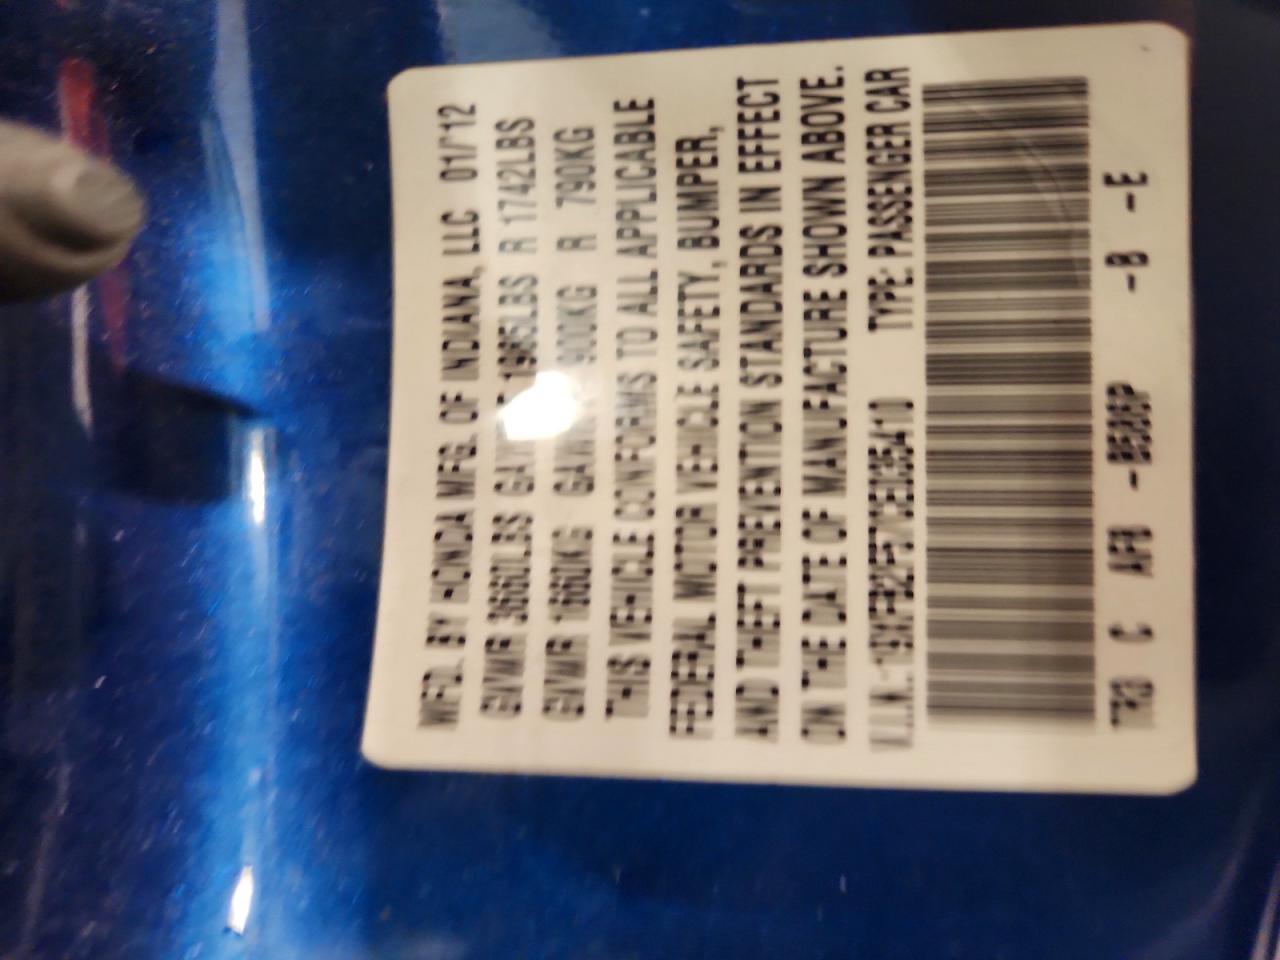 MFD. BY HONDA MFG. OF INDIANA, LLC 01/12
GVWR 3660LBS R 1742LBS
GVWR 1660KG 900KG R 790KG
THIS VEHICLE CONFORMS TO ALL APPLICABLE
FEDERAL MOTOR VEHICLE SAFETY, BUMPER,
AND THEFT PREVENTION STANDARDS IN EFFECT
ON THE DATE OF MANUFACTURE SHOWN ABOVE.
V.I.N.: TYPE: PASSENGER CAR
TR3 C -B -E